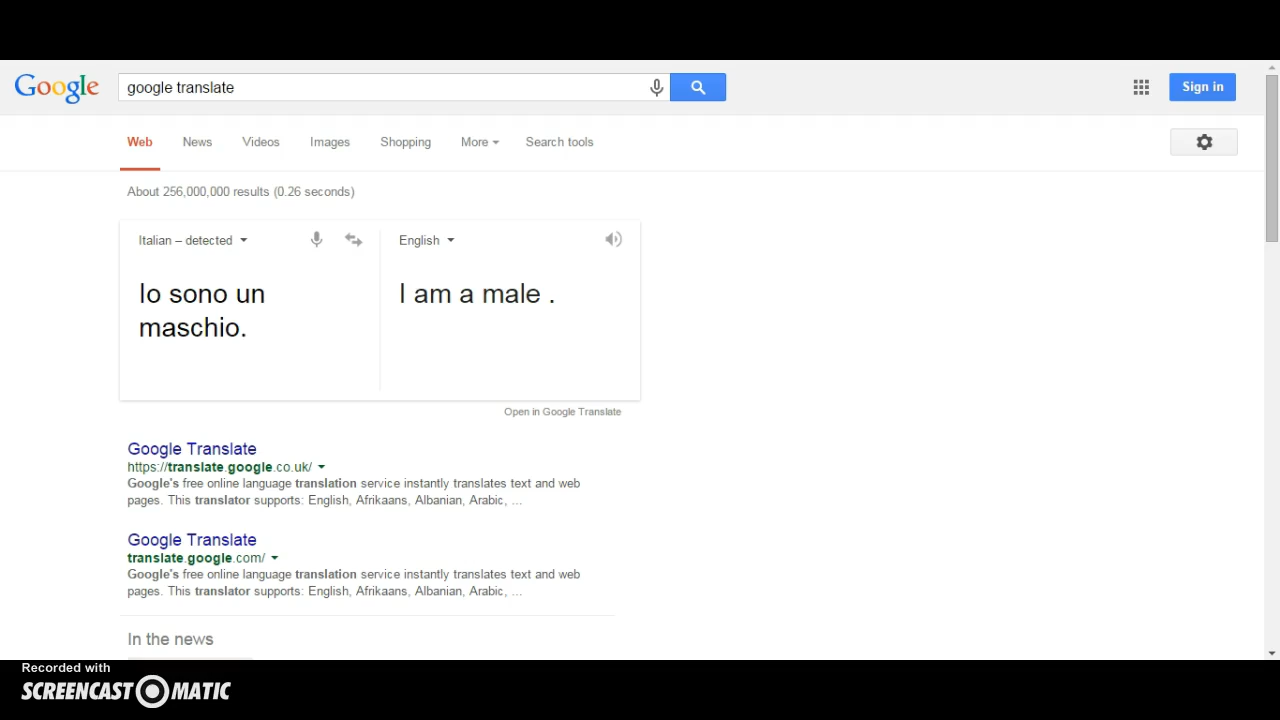 Google
google translate
Sign in
Web News Videos Images Shopping More Search tools
About 256,000,000 results (0.26 seconds)
Italian – detected
English
Io sono un
maschio.
I am a male .
Open in Google Translate
Google Translate
https://translate.google.co.uk/
Google's free online language translation service instantly translates text and web
pages. This translator supports: English, Afrikaans, Albanian, Arabic, ...
Google Translate
translate.google.com/
Google's free online language translation service instantly translates text and web
pages. This translator supports: English, Afrikaans, Albanian, Arabic, ...
In the news
Recorded with
SCREENCAST-O-MATIC